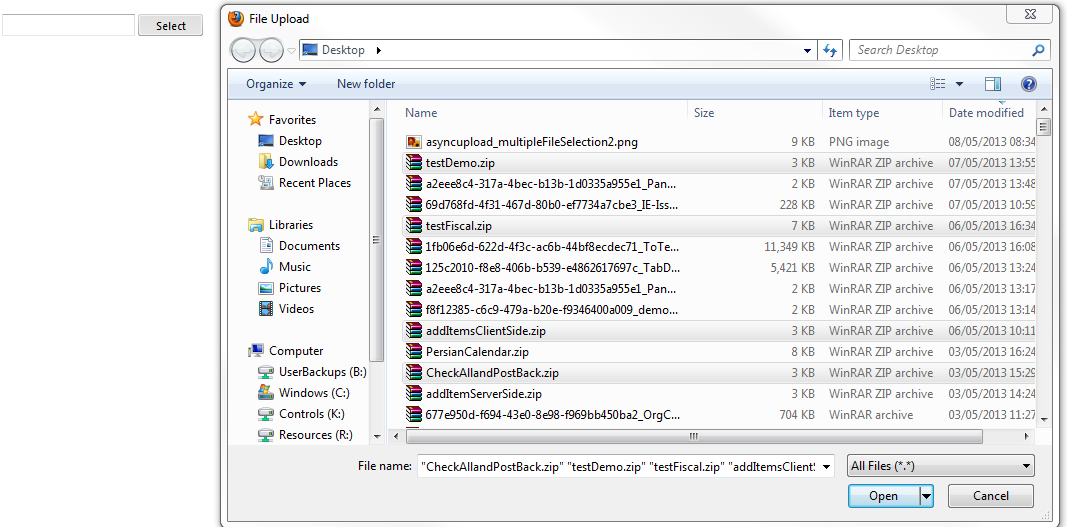 Select
File Upload
Desktop
Search Desktop
Organize
New folder
Favorites
Desktop
Downloads
Recent Places
Libraries
Documents
Music
Pictures
Videos
Computer
UserBackups (B:)
Windows (C:)
Controls (K:)
Resources (R:)
Name Size Item type Date modified
asyncupload_multipleFileSelection2.png 9 KB PNG image 08/05/2013 08:34
testDemo.zip 3 KB WinRAR ZIP archive 07/05/2013 13:55
a2eee8c4-317a-4bec-b13b-1d0335a955e1_Pan... 2 KB WinRAR ZIP archive 07/05/2013 13:48
69d768fd-4f31-467d-80b0-ef7734a7cbe3_IE-Iss... 228 KB WinRAR ZIP archive 07/05/2013 10:59
testFiscal.zip 7 KB WinRAR ZIP archive 06/05/2013 16:34
1fb06e6d-622d-4f3c-ac6b-44bf8ecdec71_ToTe... 11,349 KB WinRAR ZIP archive 06/05/2013 16:08
125c2010-f8e8-406b-b539-e4862617697c_TabD... 5,421 KB WinRAR ZIP archive 06/05/2013 13:24
a2eee8c4-317a-4bec-b13b-1d0335a955e1_Pan... 2 KB WinRAR ZIP archive 06/05/2013 13:17
f8f12385-c6c9-479a-b20e-f9346400a009_demo... 2 KB WinRAR ZIP archive 06/05/2013 13:14
addItemsClientSide.zip 3 KB WinRAR ZIP archive 06/05/2013 10:11
PersianCalendar.zip 8 KB WinRAR ZIP archive 03/05/2013 16:24
CheckAllandPostBack.zip 3 KB WinRAR ZIP archive 03/05/2013 15:29
addItemServerSide.zip 3 KB WinRAR ZIP archive 03/05/2013 14:24
677e950d-f694-43e0-8e98-f969bb450ba2_OrgC... 704 KB WinRAR archive 03/05/2013 11:27
File name: "CheckAllandPostBack.zip" "testDemo.zip" "testFiscal.zip" "addItemsClientS
All Files (*.*)
Open
Cancel